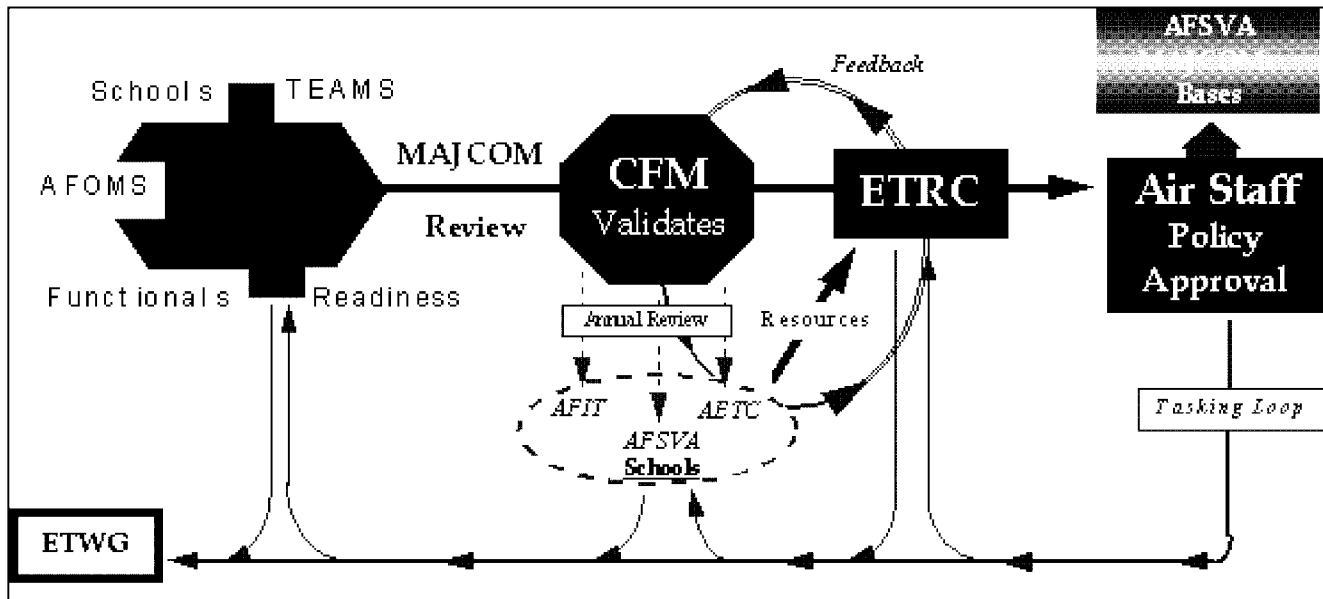 Schools TEAMS
AFOMS
Functionals Readiness
MAJCOM
Review
CFM
Validates
Feedback
ETRC
AFSVA
Bases
Air Staff
Policy
Approval
Annual Review
Resources
AFIT AETC
AFSVA
Schools
Tasking Loop
ETWG